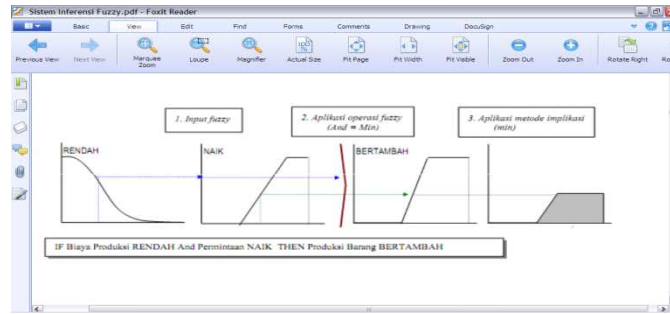 Sistem Inferensi Fuzzy.pdf - Foxit Reader
Basic View Edit Find Forms Comments Drawing DocuSign
Previous View Next View Marquee Zoom Loupe Magnifier Actual Size Fit Page Fit Width Fit Visible Zoom Out Zoom In Rotate Right
1. Input fuzzy
2. Aplikasi operasi fuzzy
(And = Min)
3. Aplikasi metode implikasi
(min)
RENDAH
NAIK
BERTAMBAH
IF Biaya Produksi RENDAH And Permintaan NAIK THEN Produksi Barang BERTAMBAH